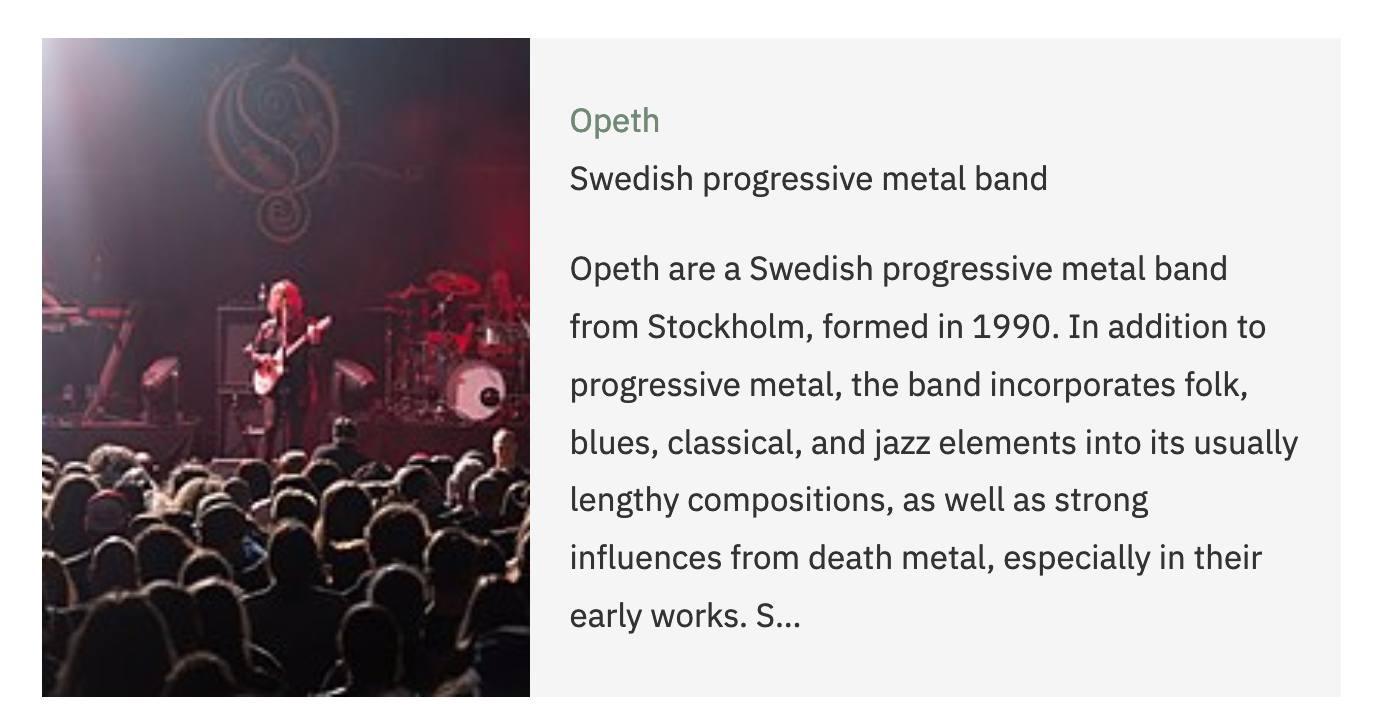 Opeth
Swedish progressive metal band
Opeth are a Swedish progressive metal band
from Stockholm, formed in 1990. In addition to
progressive metal, the band incorporates folk,
blues, classical, and jazz elements into its usually
lengthy compositions, as well as strong
influences from death metal, especially in their
early works. S...